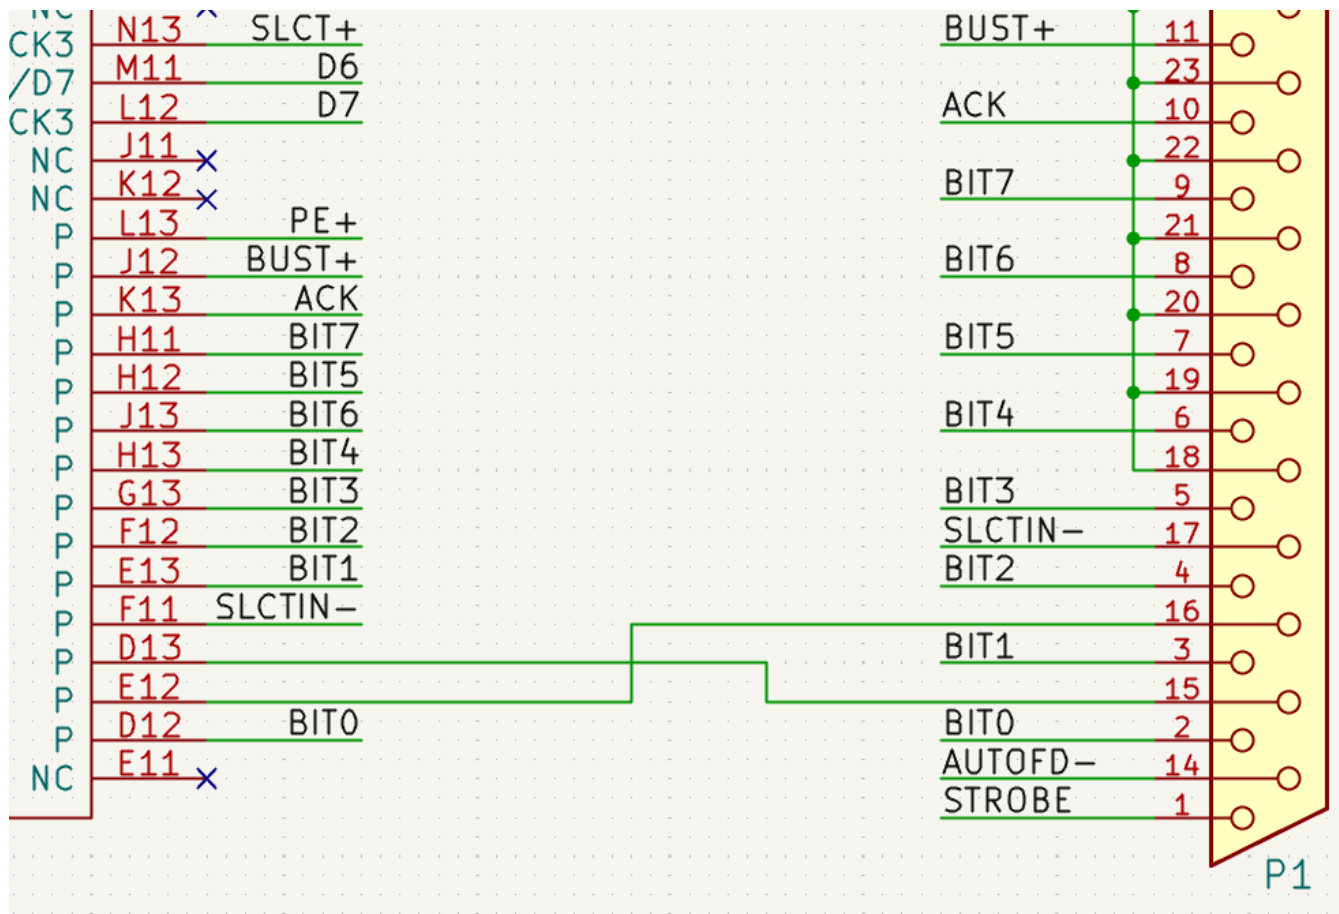 NC
N13 SLCT+ BUST+ 11
CK3
M11 D6 23
/D7
L12 D7 ACK 10
CK3
J11 22
NC
K12 BIT7 9
NC
L13 PE+ 21
P
J12 BUST+ BIT6 8
P
K13 ACK 20
P
H11 BIT7 BIT5 7
P
H12 BIT5 19
P
J13 BIT6 BIT4 6
P
H13 BIT4 18
P
G13 BIT3 BIT3 5
P
F12 BIT2 SLCTIN- 17
P
E13 BIT1 BIT2 4
P
F11 SLCTIN- 16
P
D13 BIT1 3
P
E12 15
P
D12 BIT0 BIT0 2
P
E11 AUTOFD- 14
NC
STROBE 1
P1